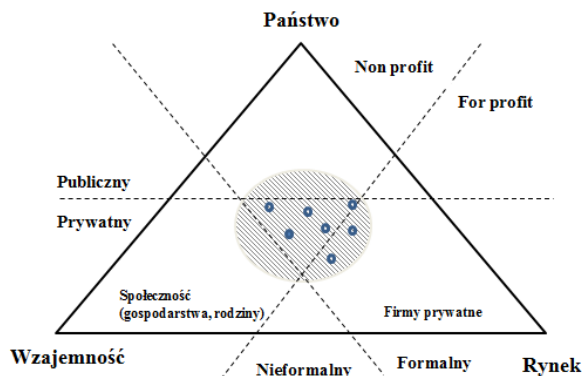 Państwo
Non profit
For profit
Publiczny
Prywatny
Społeczność
(gospodarstwa, rodziny)
Firmy prywatne
Wzajemność
Nieformalny
Formalny
Rynek